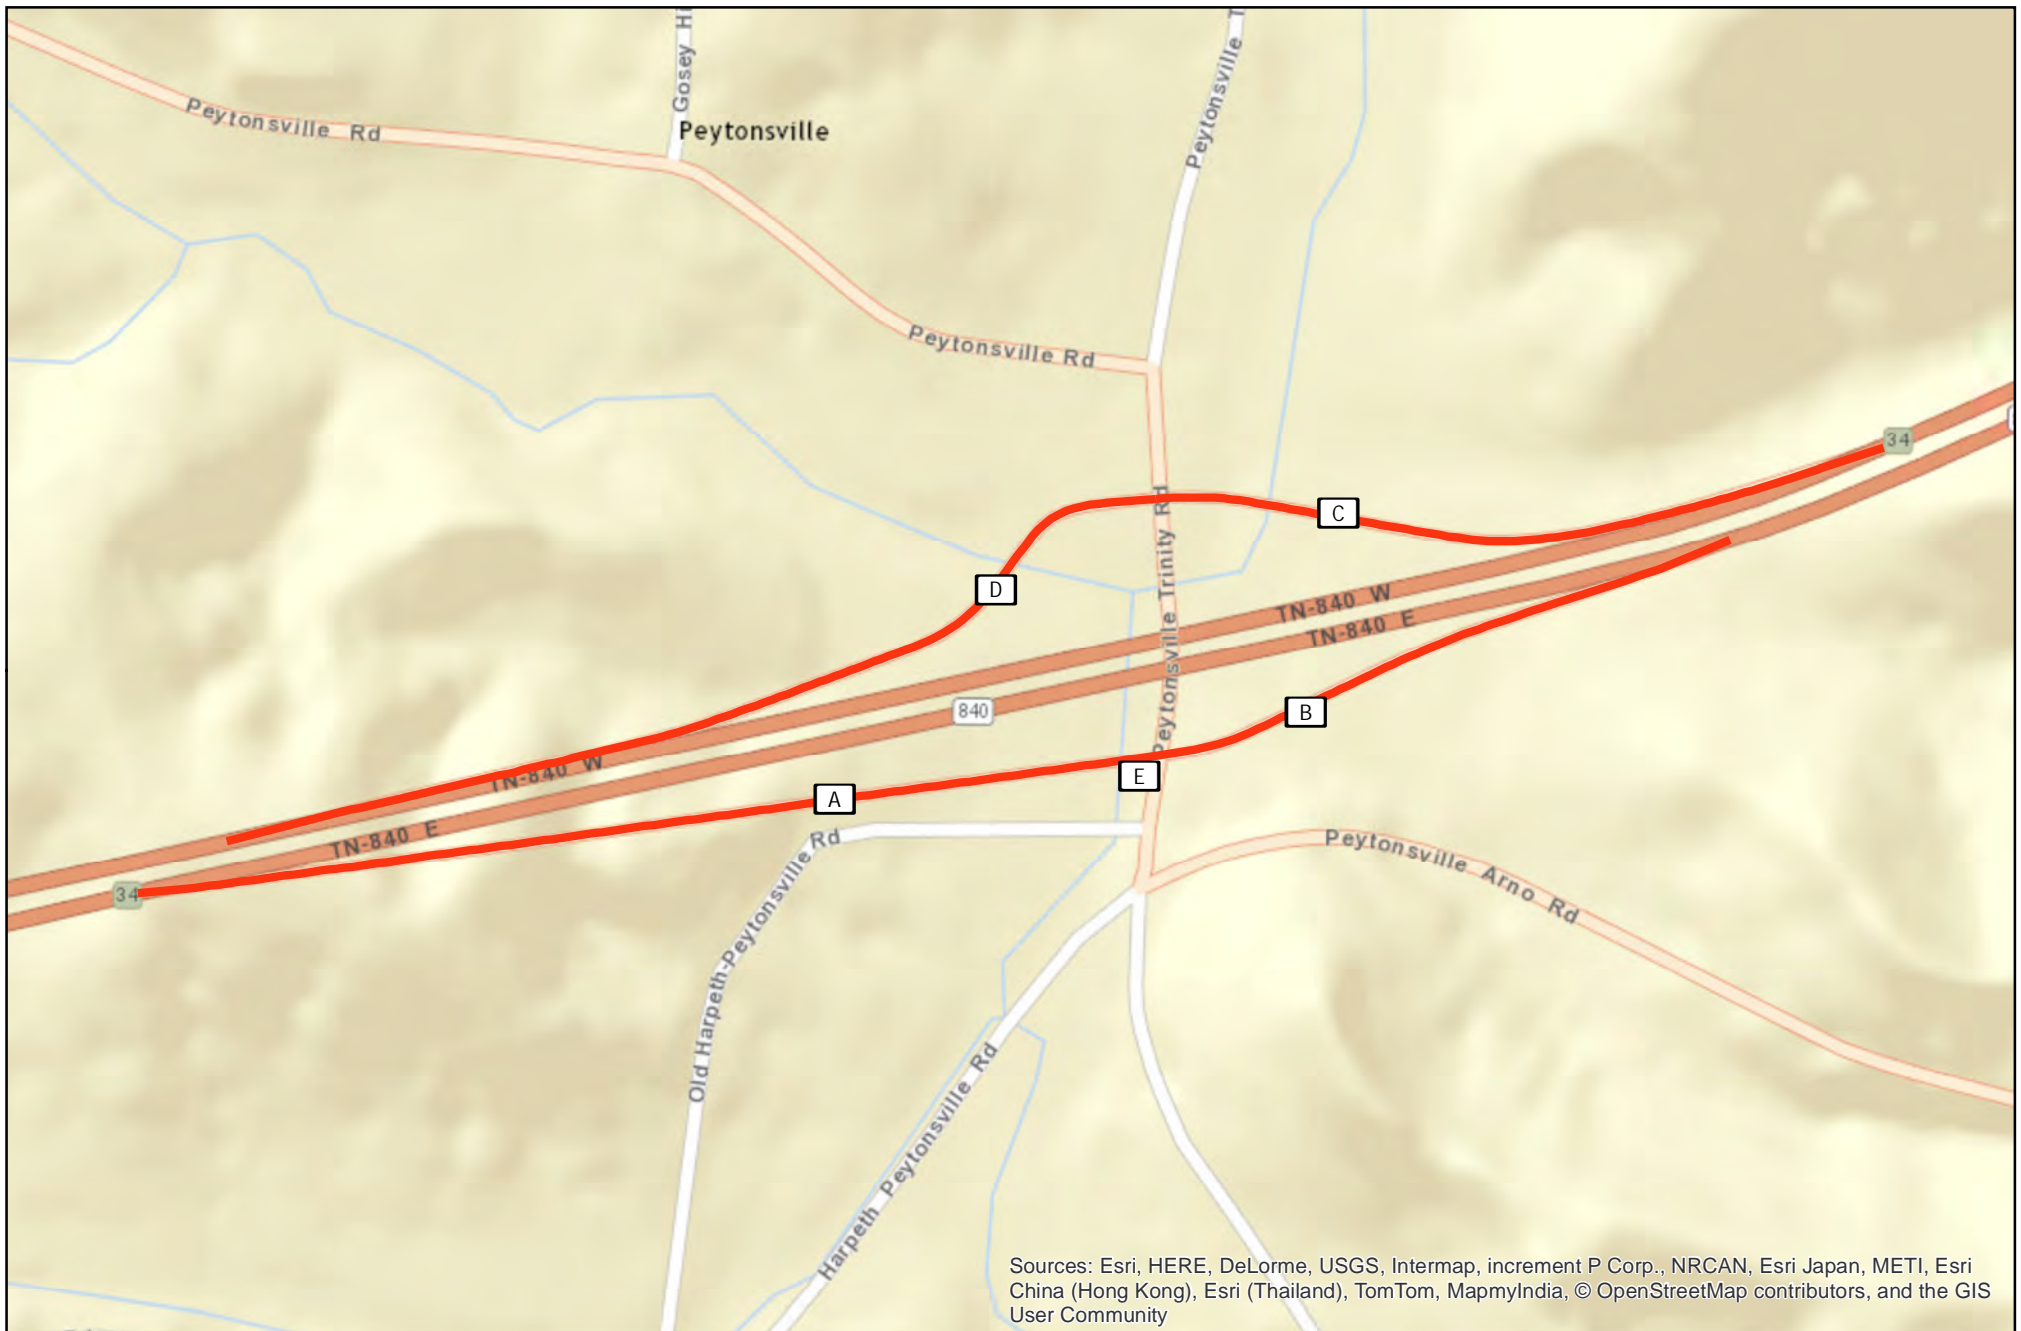 Gosey Hi
Peytonsville T
Peytonsville Rd
Peytonsville
Peytonsville Rd
34
C
Peytonsville Trinity Rd
D
TN-840 W
TN-840 E
840
B
TN-840 W
E
A
TN-840 E
34
Old Harpeth-Peytonsville Rd
Peytonsville Arno Rd
Harpeth Peytonsville Rd
Sources: Esri, HERE, DeLorme, USGS, Intermap, increment P Corp., NRCAN, Esri Japan, METI, Esri
China (Hong Kong), Esri (Thailand), TomTom, MapmyIndia, © OpenStreetMap contributors, and the GIS
User Community